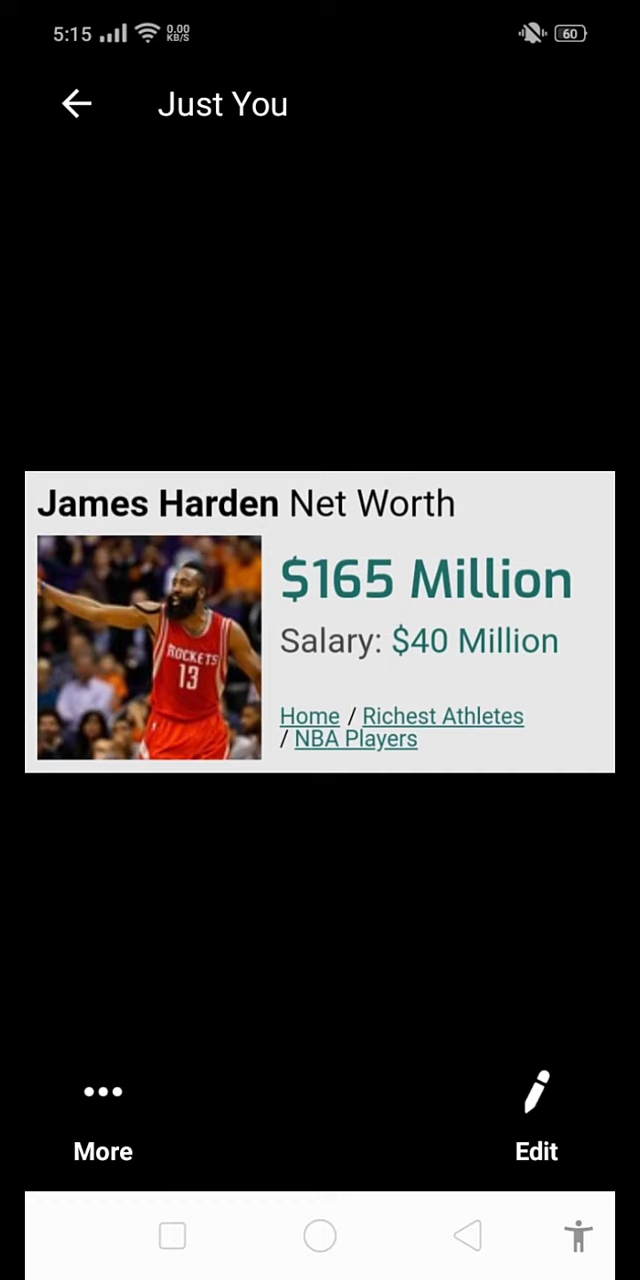 5:15 0.00 KB/S 60
Just You
James Harden Net Worth
ROCKETS
13
$165 Million
Salary: $40 Million
Home / Richest Athletes
/ NBA Players
More Edit